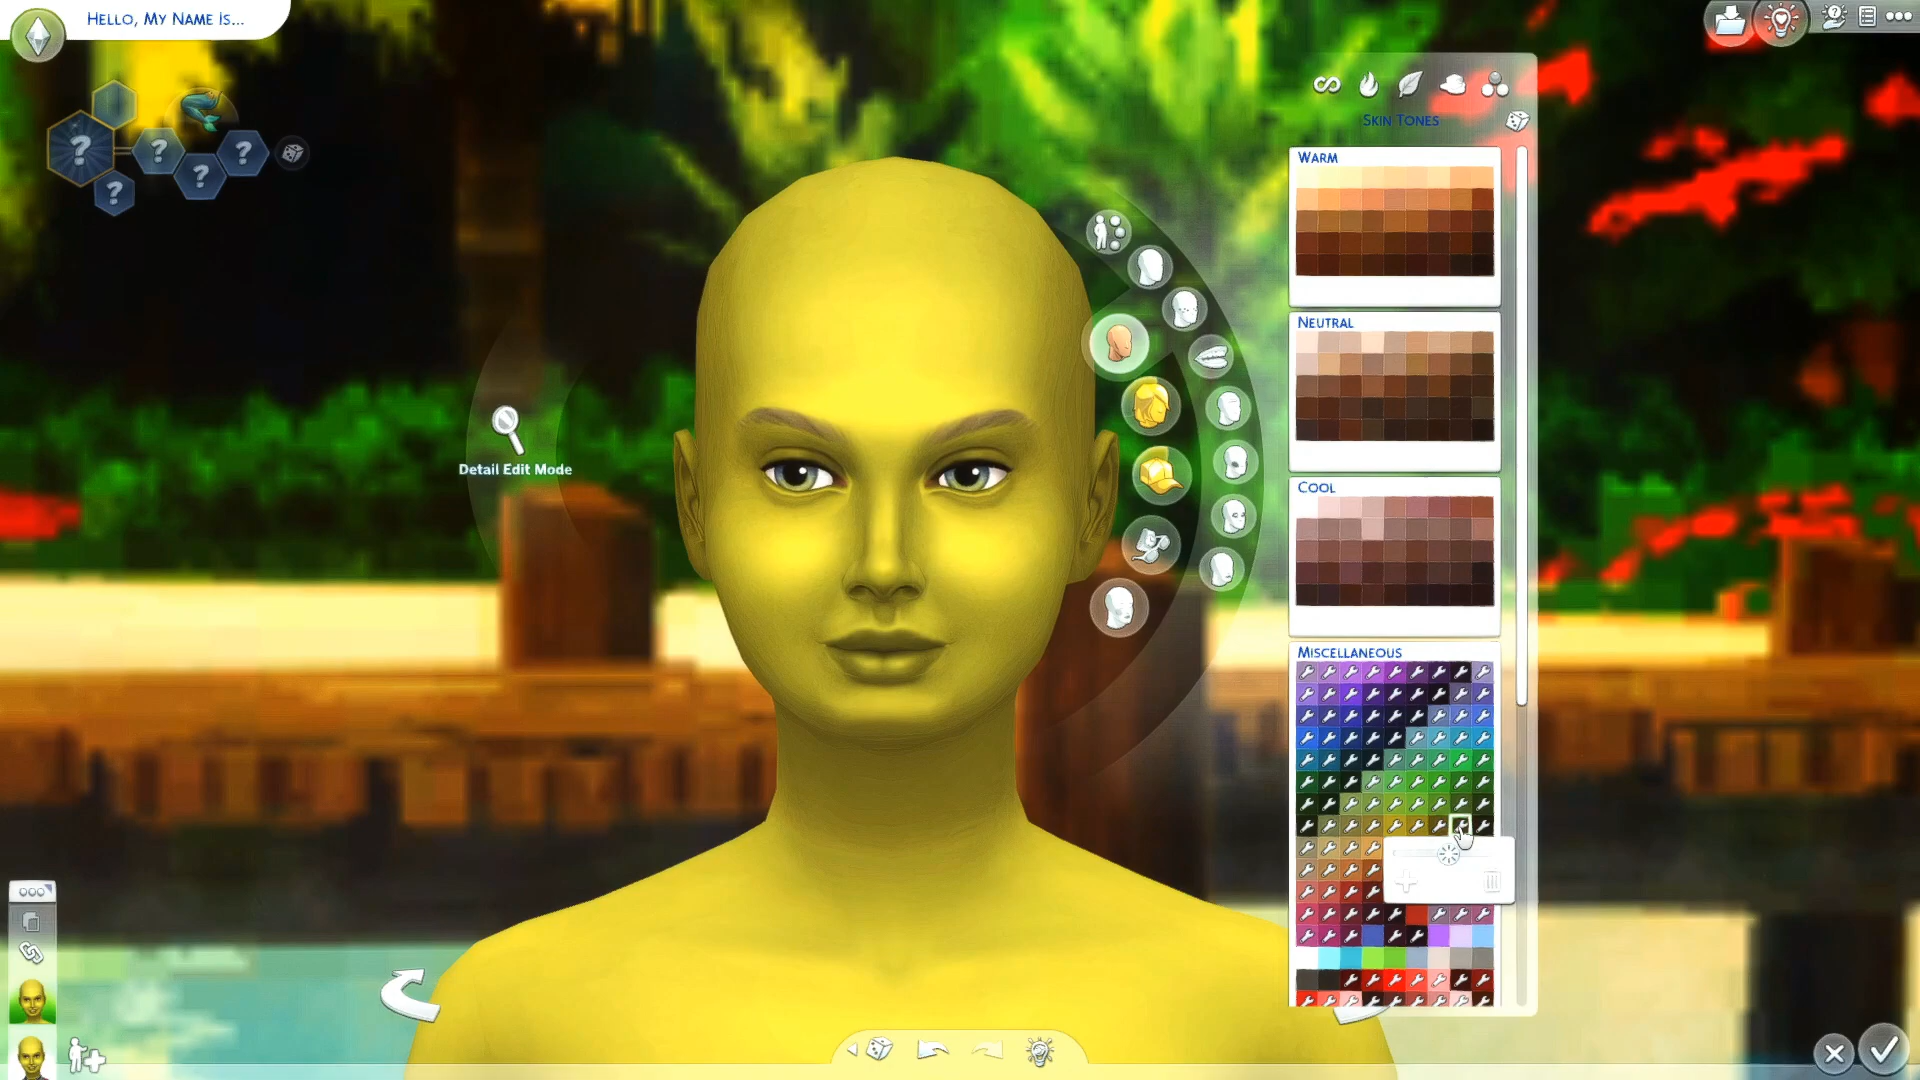 Hello, My Name Is...
Skin Tones
Warm
Neutral
Cool
Miscellaneous
Detail Edit Mode